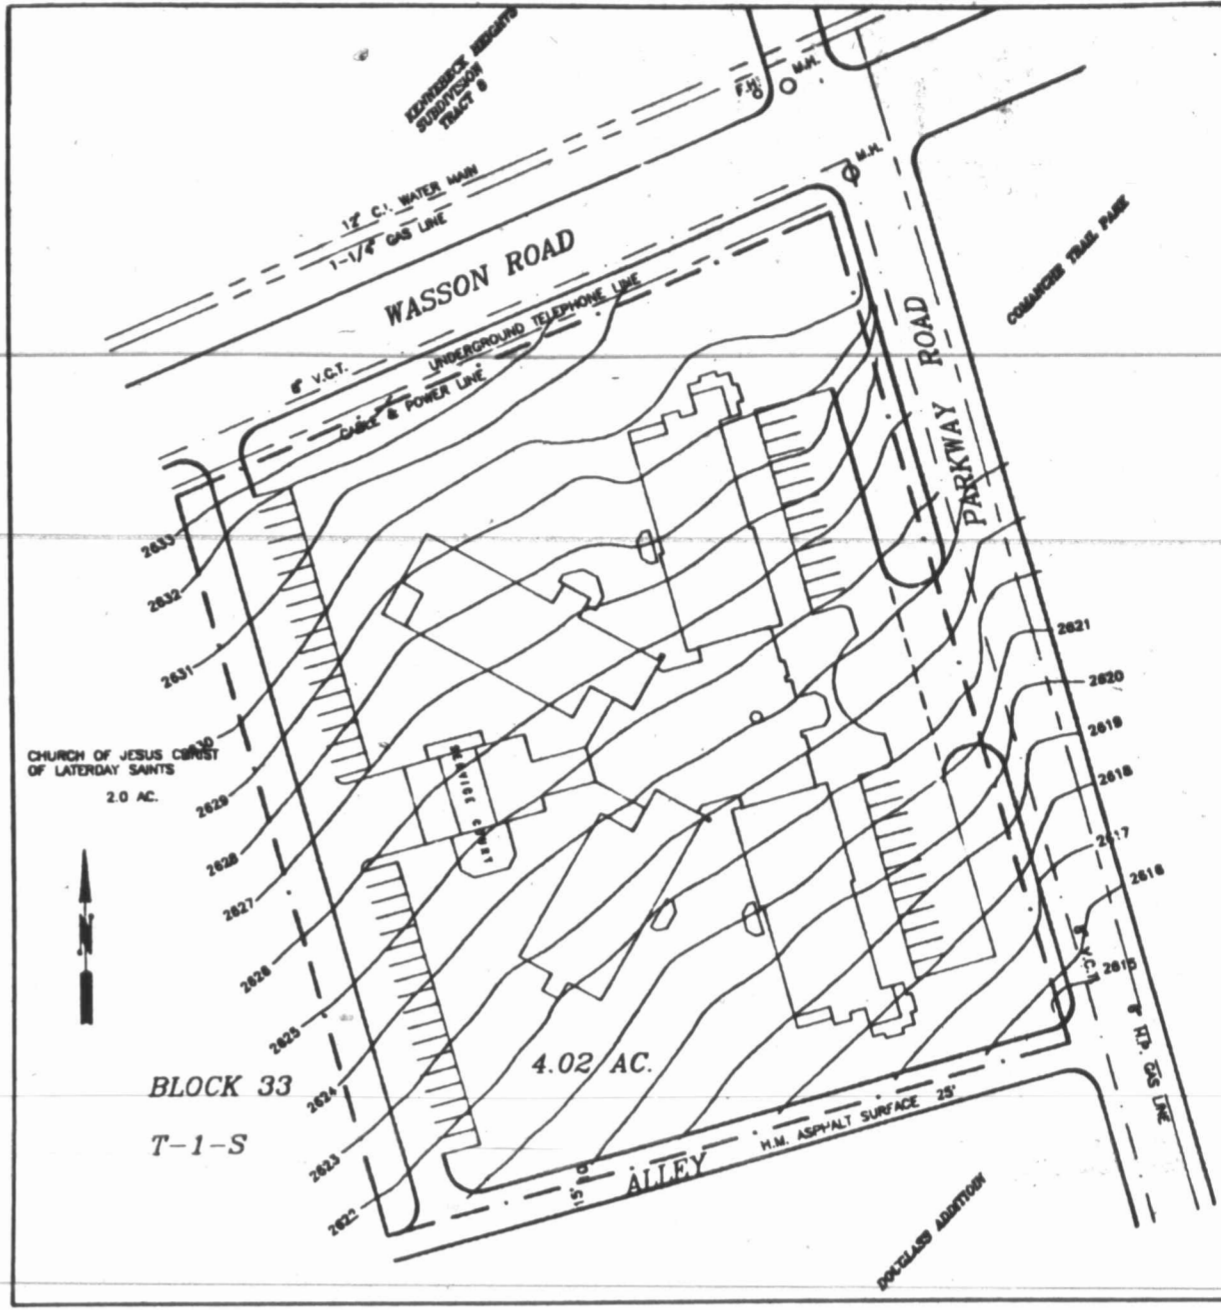 KENNEBECK HEIGHTS
SUBDIVISION
TRACT B
F.H.
M.H.
M.H.
12" C.I. WATER MAIN
1-1/4" GAS LINE
WASSON ROAD
COMANCHE TRAIL PARK
UNDERGROUND TELEPHONE LINE
8" V.C.T.
CABLE & POWER LINE
PARKWAY ROAD
2633
2632
2631
2630
2629
2628
2627
2626
2625
2624
2623
2622
2621
2620
2619
2618
2617
2616
2615
CHURCH OF JESUS CHRIST
OF LATERDAY SAINTS
2.0 AC.
SERVICE COURT
N
8" V.C.T.
8" H.P. GAS LINE
4.02 AC.
BLOCK 33
T-1-S
H.M. ASPHALT SURFACE 25'
ALLEY
DOUGLASS ADDITION